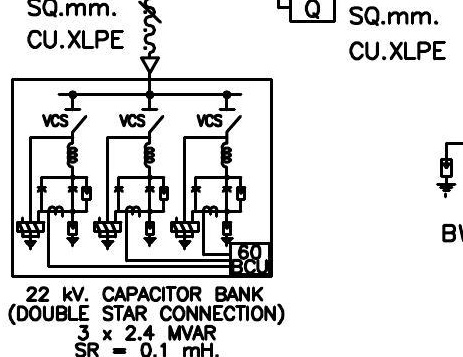 SQ.mm.
CU.XLPE
Q
SQ.mm.
CU.XLPE
VCS VCS VCS
60
BCU
22 kV. CAPACITOR BANK
(DOUBLE STAR CONNECTION)
3 x 2.4 MVAR
SR = 0.1 mH.